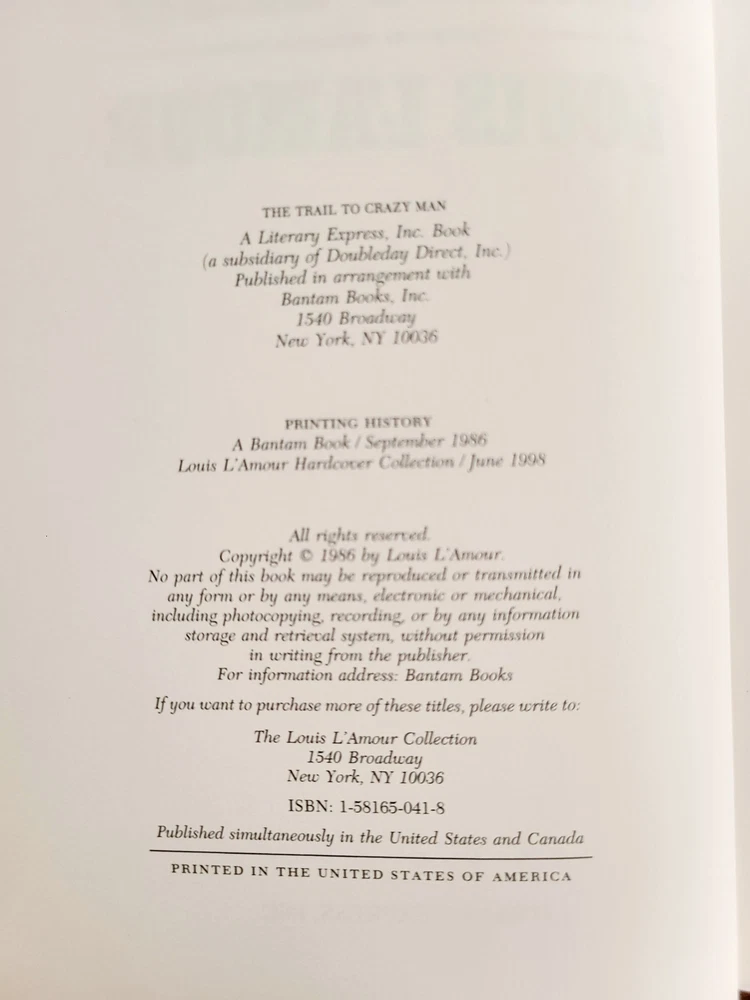 THE TRAIL TO CRAZY MAN
A Literary Express, Inc. Book
(a subsidiary of Doubleday Direct, Inc.)
Published in arrangement with
Bantam Books, Inc.
1540 Broadway
New York, NY 10036
PRINTING HISTORY
A Bantam Book / September 1986
Louis L'Amour Hardcover Collection / June 1998
All rights reserved.
Copyright © 1986 by Louis L'Amour.
No part of this book may be reproduced or transmitted in
any form or by any means, electronic or mechanical,
including photocopying, recording, or by any information
storage and retrieval system, without permission
in writing from the publisher.
For information address: Bantam Books
If you want to purchase more of these titles, please write to:
The Louis L'Amour Collection
1540 Broadway
New York, NY 10036
ISBN: 1-58165-041-8
Published simultaneously in the United States and Canada
PRINTED IN THE UNITED STATES OF AMERICA